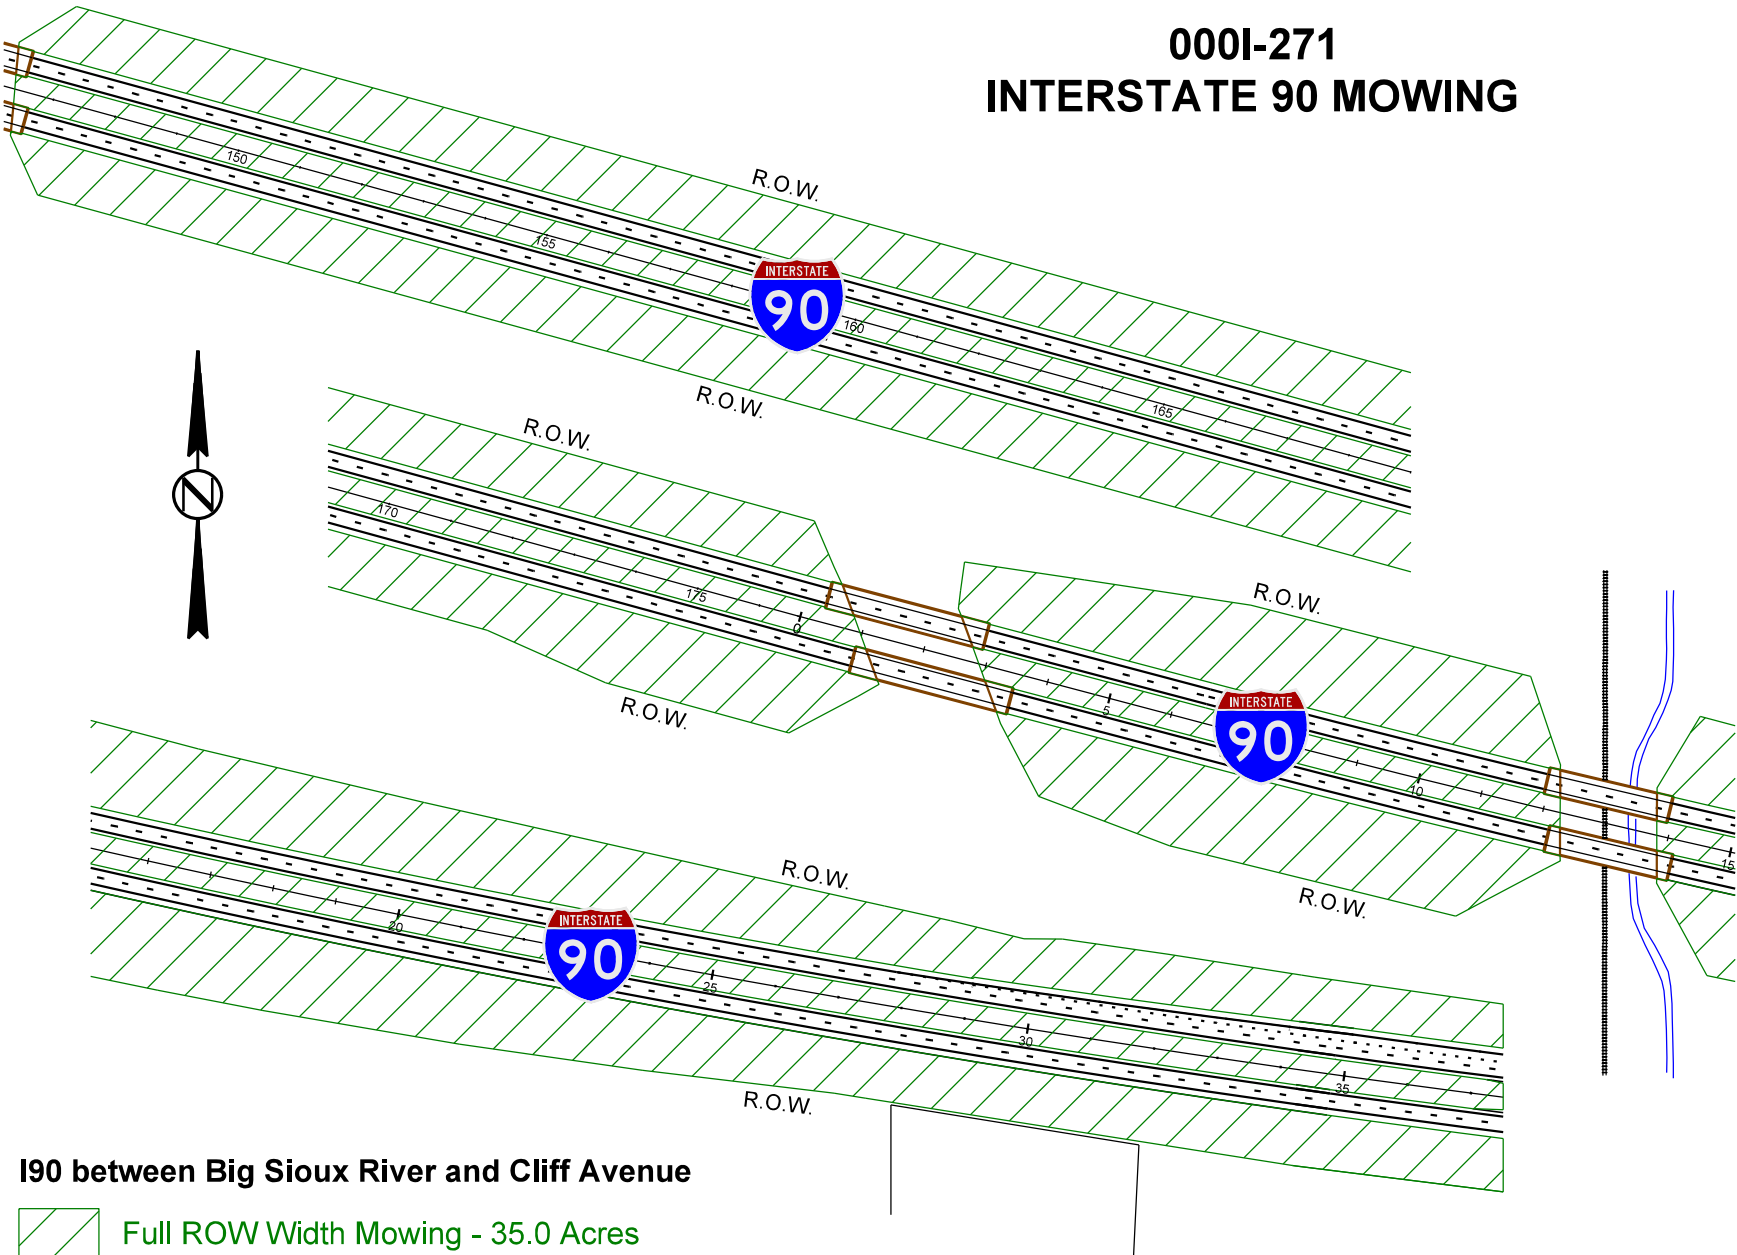 000I-271
INTERSTATE 90 MOWING
R.O.W.
150
155
INTERSTATE
90
160
165
R.O.W.
R.O.W.
170
175
0
R.O.W.
R.O.W.
5
INTERSTATE
90
10
15
R.O.W.
R.O.W.
20
INTERSTATE
90
25
30
35
R.O.W.
N
I90 between Big Sioux River and Cliff Avenue
Full ROW Width Mowing - 35.0 Acres